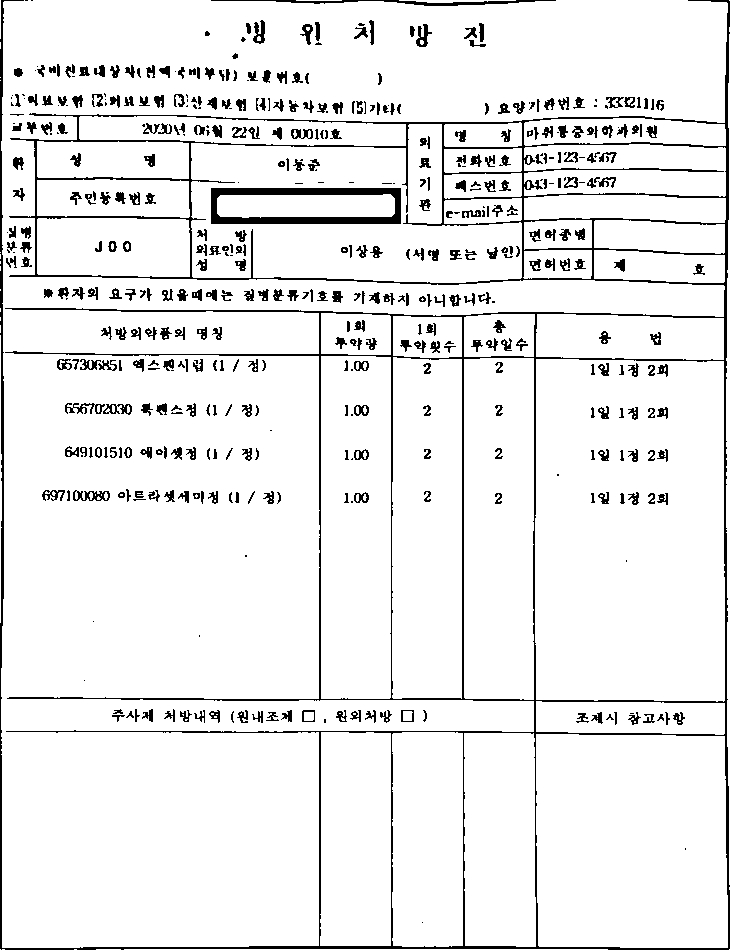 병 원 처 방 전
※ 국비진료대상자(전액국비부담) 보훈번호( )
[1]의료보험 [2]의료보험 [3]산재보험 [4]자동차보험 [5]기타( ) 요양기관번호 : 33321116
교부번호 2020년 06월 22일 제 00010호
의료기관 명 칭 마취통증의학과의원
환자 성 명 이동준
전화번호 043-123-4567
주민등록번호
팩스번호 043-123-4567
e-mail주소
질병분류번호 J00
처 방 의료인의 성 명 이상용 (서명 또는 날인)
면허종별
면허번호 제 호
※환자의 요구가 있을때에는 질병분류기호를 기재하지 아니합니다.
처방의약품의 명칭 1회 투약량 1회 투약횟수 총 투약일수 용 법
657306851 엑스펜시럽 (1 / 정) 1.00 2 2 1일 1정 2회
656702030 록펜스정 (1 / 정) 1.00 2 2 1일 1정 2회
649101510 에이셋정 (1 / 정) 1.00 2 2 1일 1정 2회
697100080 아트라셋세미정 (1 / 정) 1.00 2 2 1일 1정 2회
주사제 처방내역 (원내조제 □ , 원외처방 □ ) 조제시 참고사항